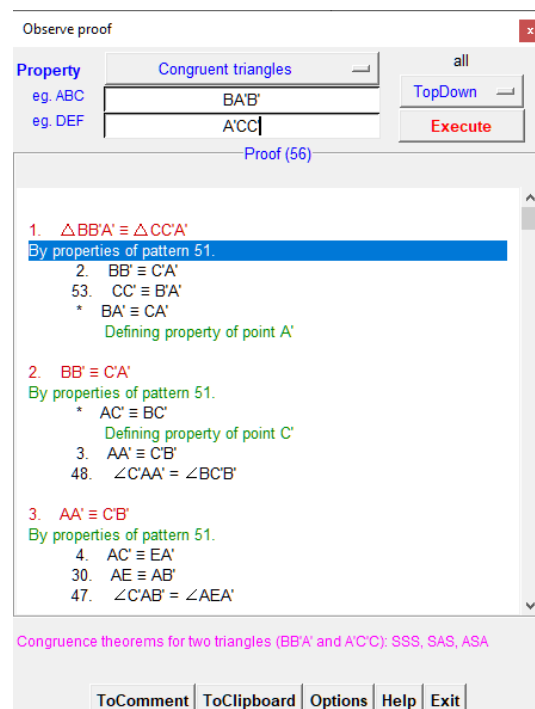 Observe proof
x
Property
Congruent triangles
all
eg. ABC
BA'B'
TopDown
eg. DEF
A'CC'
Execute
Proof (56)
1. △BB'A' ≡ △CC'A'
By properties of pattern 51.
2. BB' ≡ C'A'
53. CC' ≡ B'A'
* BA' ≡ CA'
Defining property of point A'
2. BB' ≡ C'A'
By properties of pattern 51.
* AC' ≡ BC'
Defining property of point C'
3. AA' ≡ C'B'
48. ∠C'AA' = ∠BC'B'
3. AA' ≡ C'B'
By properties of pattern 51.
4. AC' ≡ EA'
30. AE ≡ AB'
47. ∠C'AB' = ∠AEA'
Congruence theorems for two triangles (BB'A' and A'C'C): SSS, SAS, ASA
ToComment ToClipboard Options Help Exit